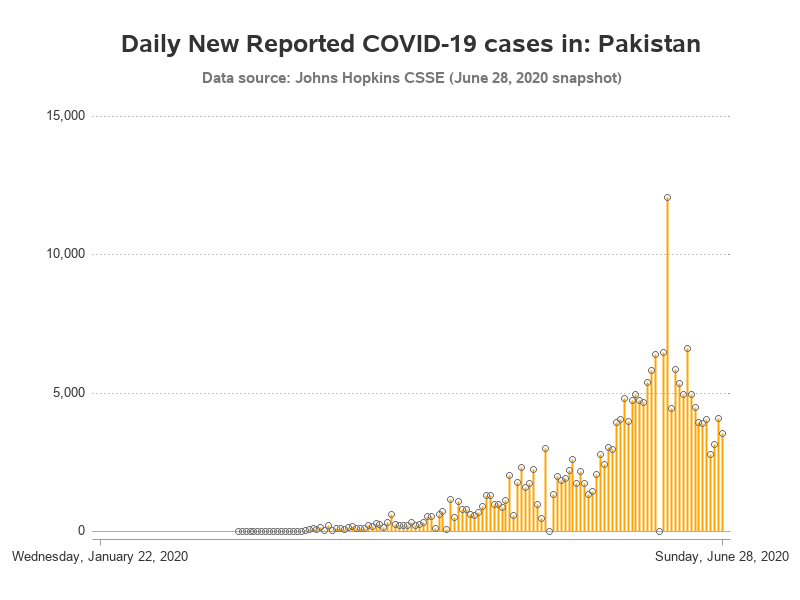 Daily New Reported COVID-19 cases in: Pakistan
Data source: Johns Hopkins CSSE (June 28, 2020 snapshot)
15,000
10,000
5,000
0
Wednesday, January 22, 2020
Sunday, June 28, 2020